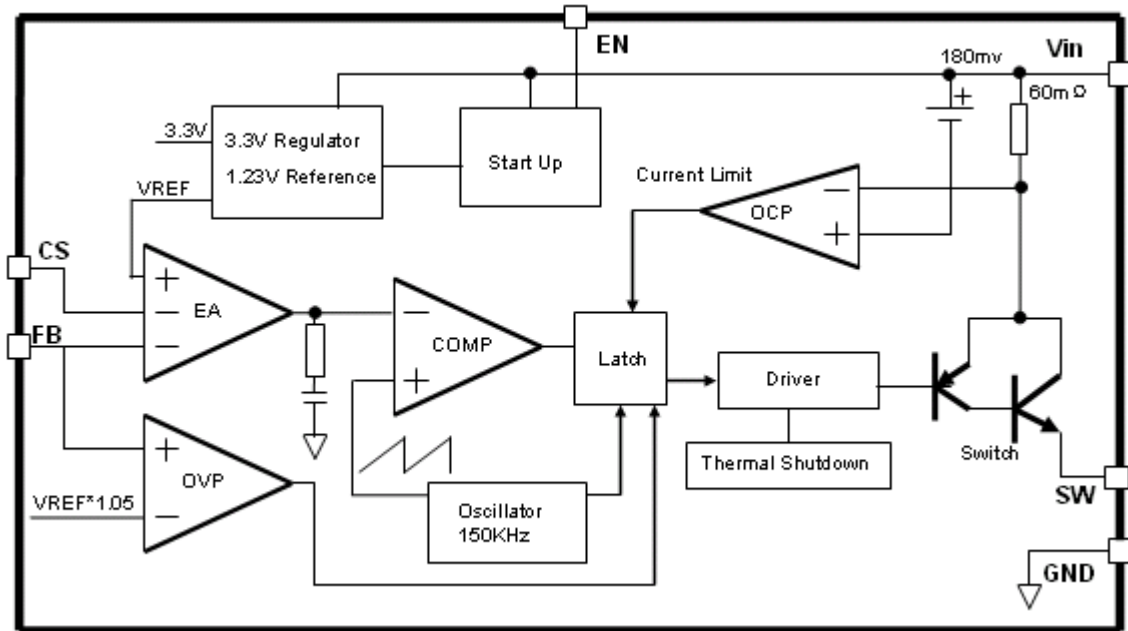 EN
Vin
180mv
60mΩ
3.3V
3.3V Regulator
1.23V Reference
Start Up
VREF
Current Limit
OCP
CS
EA
FB
COMP
Latch
Driver
Thermal Shutdown
Switch
OVP
VREF*1.05
Oscillator
150KHz
SW
GND